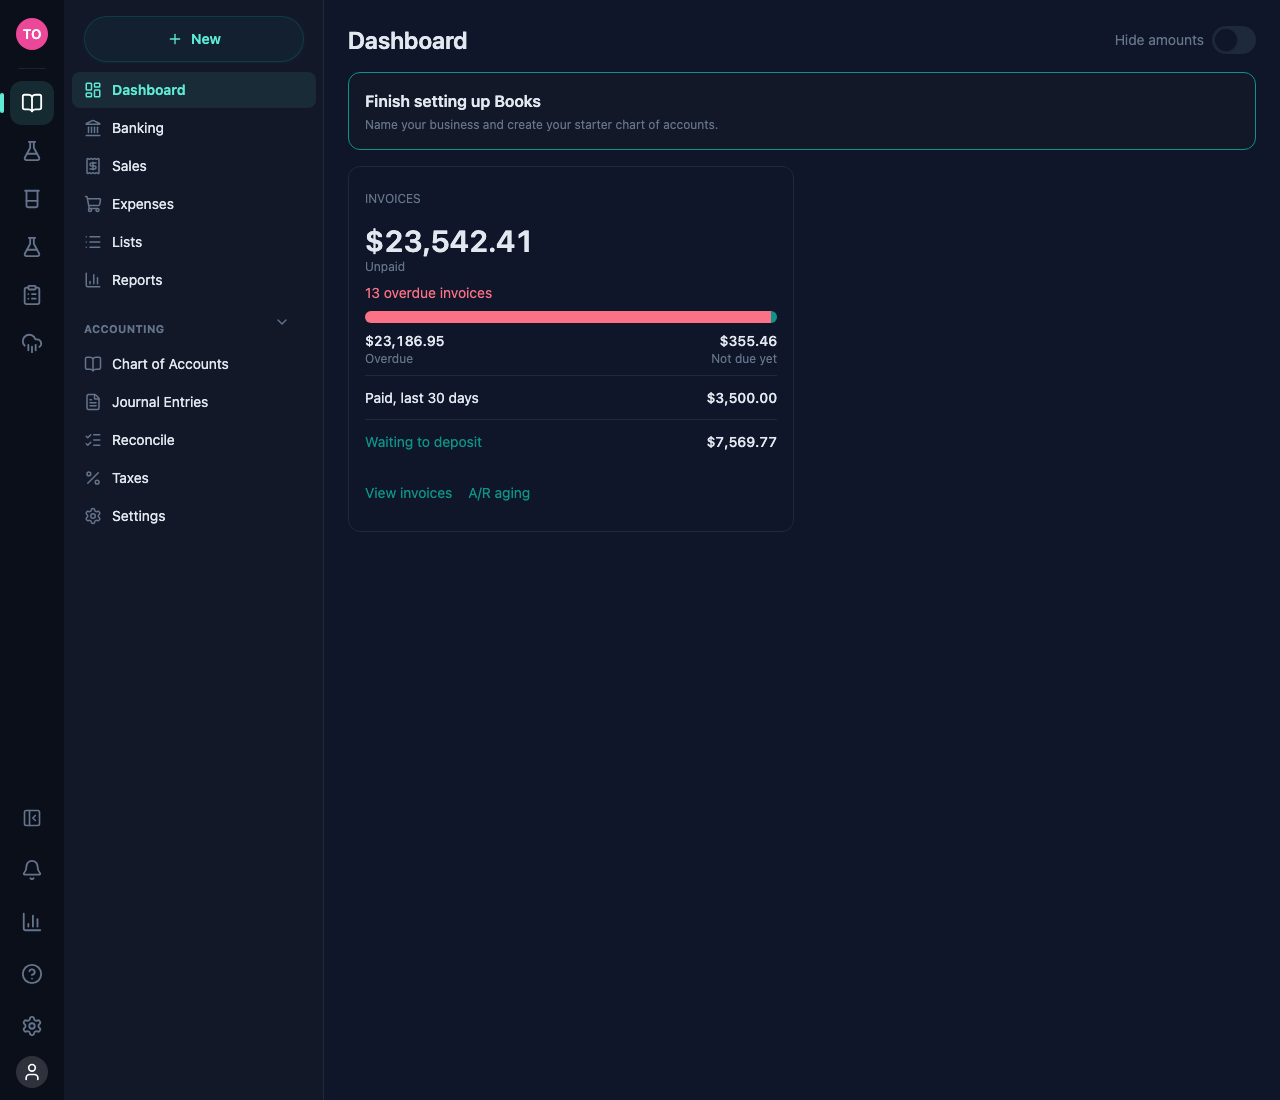 TO
New
Dashboard
Banking
Sales
Expenses
Lists
Reports
ACCOUNTING
Chart of Accounts
Journal Entries
Reconcile
Taxes
Settings
Dashboard
Hide amounts
Finish setting up Books
Name your business and create your starter chart of accounts.
INVOICES
$23,542.41
Unpaid
13 overdue invoices
$23,186.95 $355.46
Overdue Not due yet
Paid, last 30 days $3,500.00
Waiting to deposit $7,569.77
View invoices A/R aging